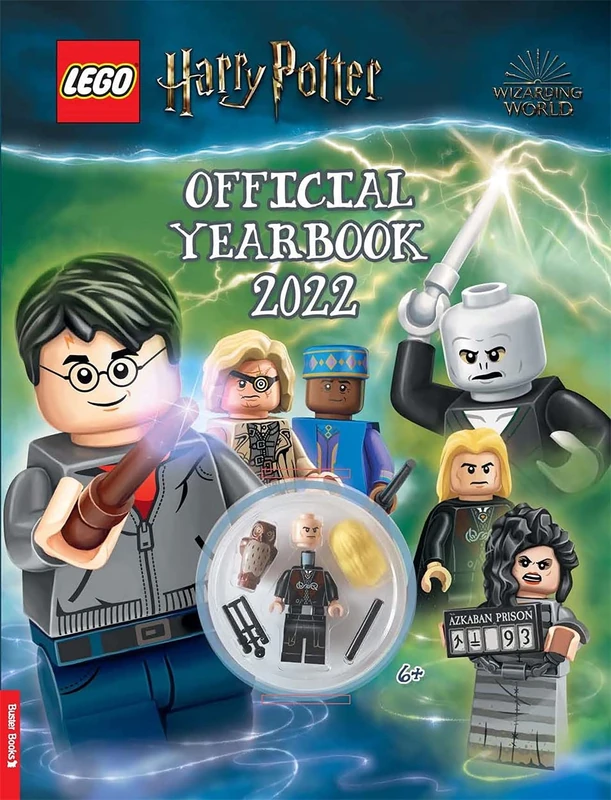 LEGO
Harry Potter
WIZARDING
WORLD
OFFICIAL
YEARBOOK
2022
AZKABAN PRISON
93
6+
Buster Books